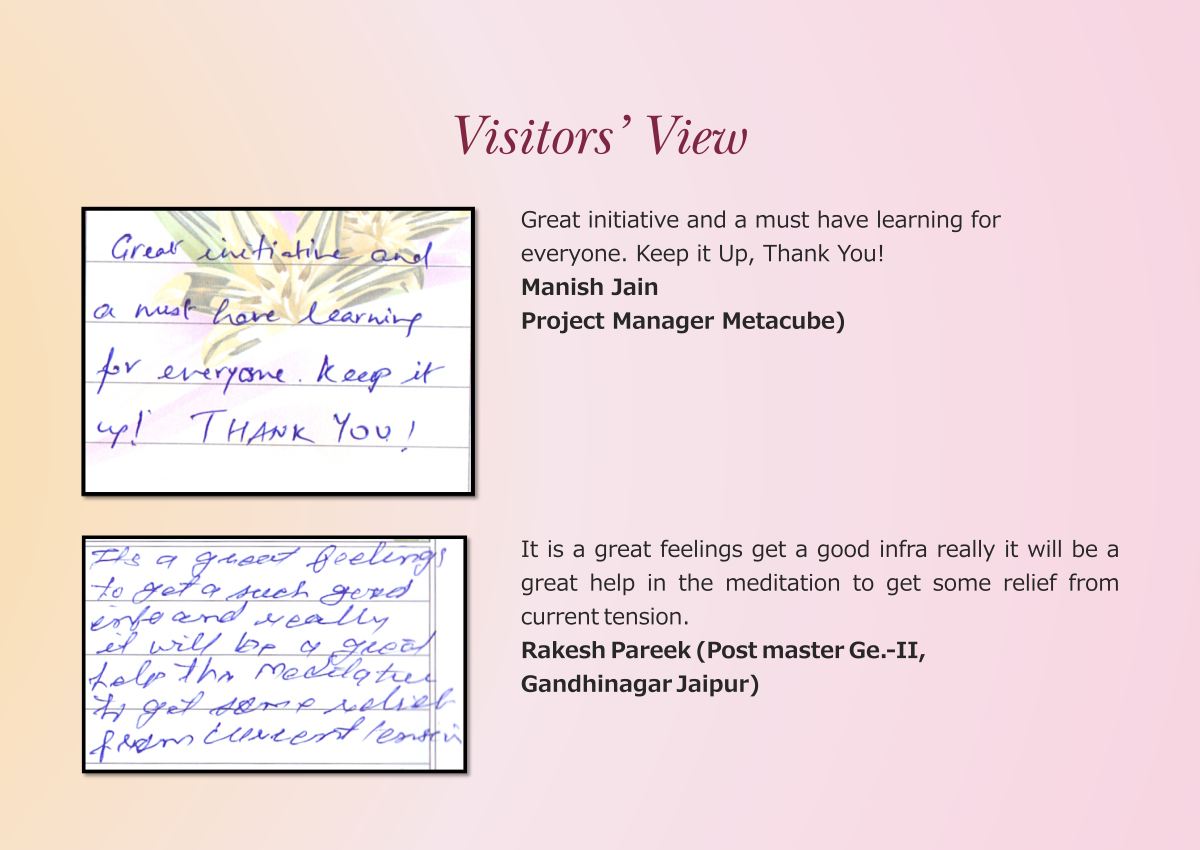 Visitors’ View
Great initiative and
a must have learning
for everyone. Keep it
up! THANK YOU!
Great initiative and a must have learning for
everyone. Keep it Up, Thank You!
Manish Jain
Project Manager Metacube)
Its a great feelings
to get a such good
info and really
it will be a great
help the Meditation
to get some relief
from current tension
It is a great feelings get a good infra really it will be a
great help in the meditation to get some relief from
current tension.
Rakesh Pareek (Post master Ge.-II,
Gandhinagar Jaipur)